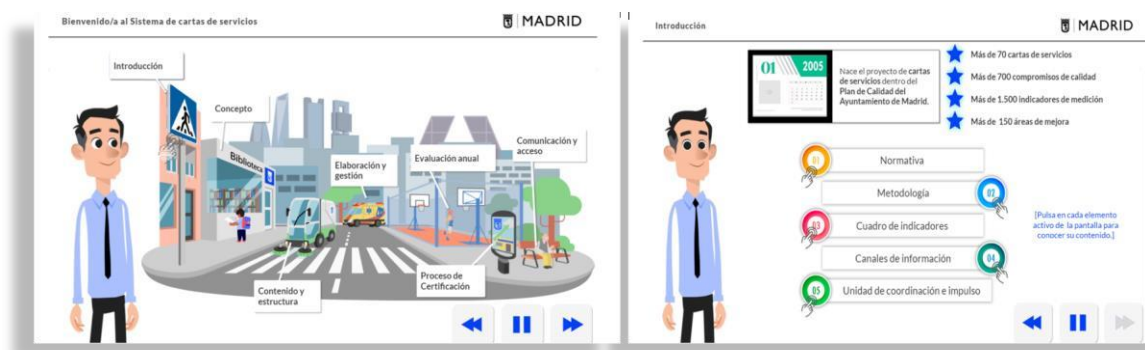 Bienvenido/a al Sistema de cartas de servicios
MADRID
Introducción
Concepto
Biblioteca
Elaboración y
gestión
Evaluación anual
Comunicación y
acceso
Contenido y
estructura
Proceso de
Certificación
Introducción
MADRID
01
2005
Nace el proyecto de cartas
de servicios dentro del
Plan de Calidad del
Ayuntamiento de Madrid.
Más de 70 cartas de servicios
Más de 700 compromisos de calidad
Más de 1.500 indicadores de medición
Más de 150 áreas de mejora
01
Normativa
Metodología
02
03
Cuadro de indicadores
Canales de información
04
05
Unidad de coordinación e impulso
[Pulsa en cada elemento
activo de la pantalla para
conocer su contenido.]